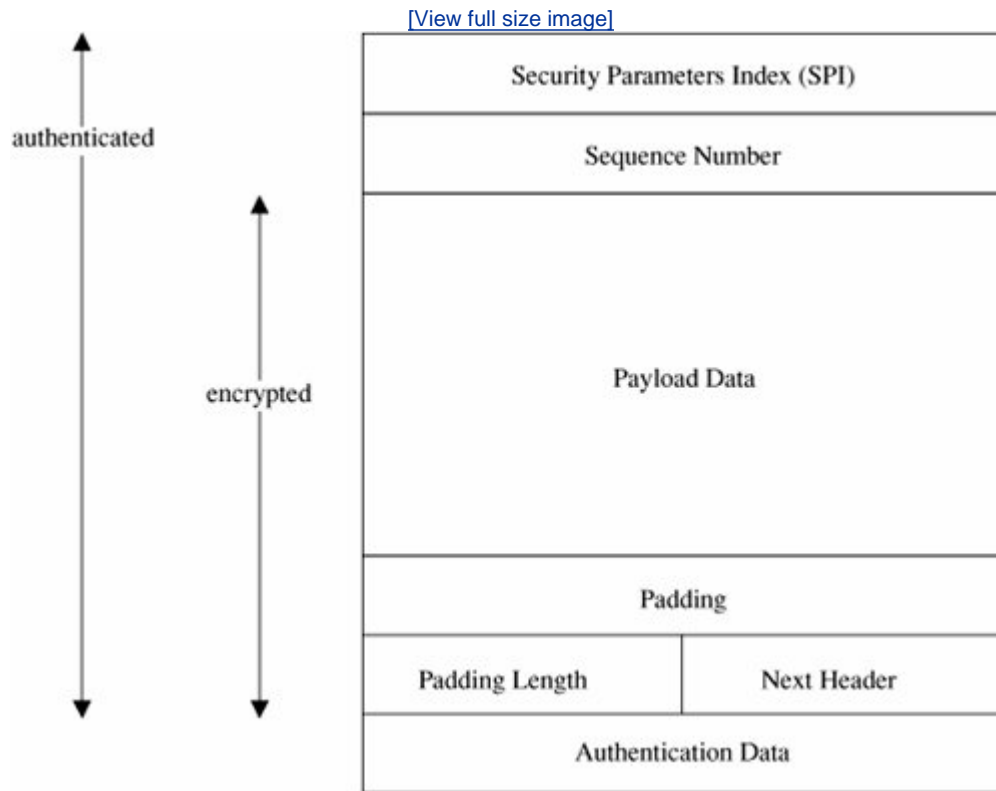 [View full size image]
Security Parameters Index (SPI)
authenticated
Sequence Number
Payload Data
encrypted
Padding
Padding Length
Next Header
Authentication Data